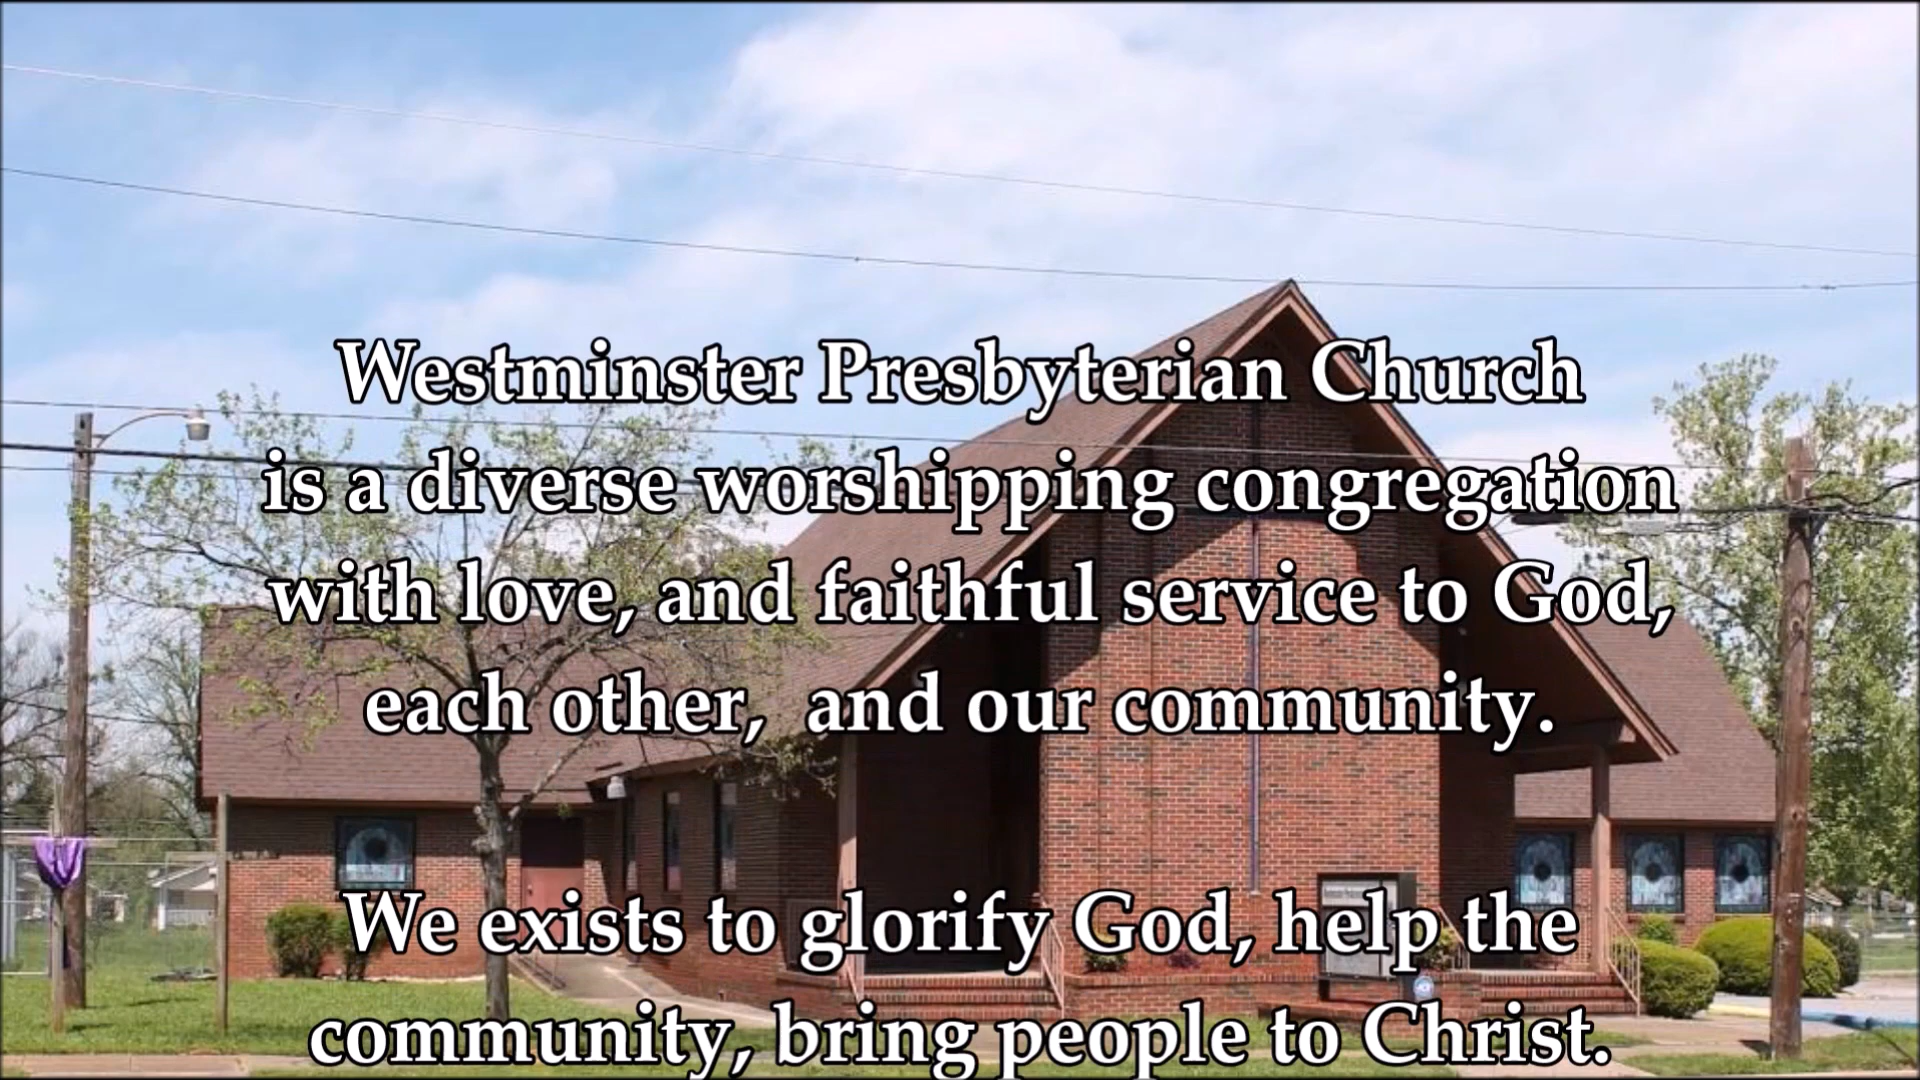 Westminster Presbyterian Church
is a diverse worshipping congregation
with love, and faithful service to God,
each other,  and our community.
We exists to glorify God, help the
community, bring people to Christ.